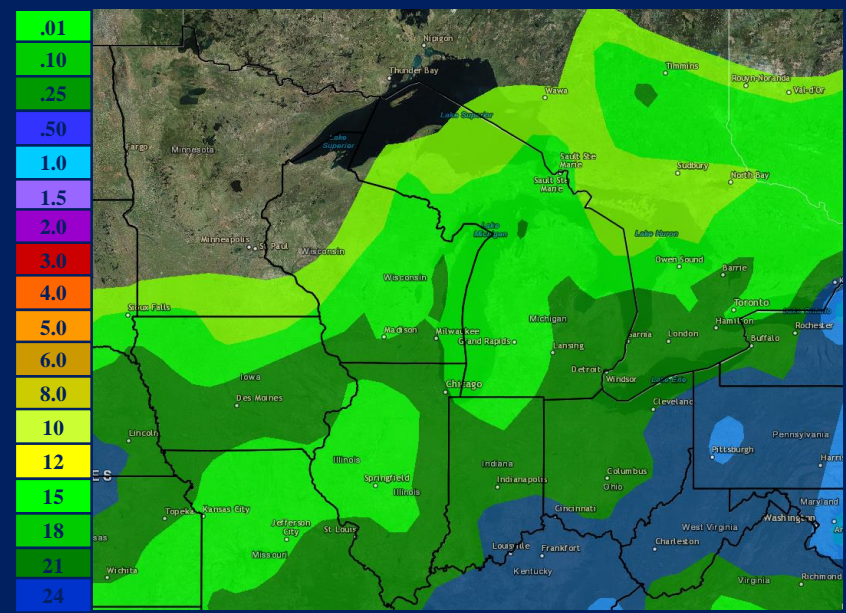 .01
.10
.25
.50
1.0
1.5
2.0
3.0
4.0
5.0
6.0
8.0
10
12
15
18
21
24
Nipigon
Thunder Bay
Timmins
Rouyn-Noranda
Val-d'Or
Wawa
Lake Superior
Lake
Superior
Fargo
Minnesota
Sault Ste
Marie
Sault Ste
Marie
Sudbury
North Bay
Minneapolis
St Paul
Wisconsin
Lake
Michigan
Lake Huron
Owen Sound
Barrie
Wisconsin
Sioux Falls
Toronto
Michigan
Hamilton
Rochester
Madison
Milwaukee
Grand Rapids
Lansing
Sarnia
London
Buffalo
Detroit
Windsor
Lake Erie
Iowa
Chicago
Des Moines
Cleveland
Lincoln
Illinois
Indiana
Pittsburgh
Pennsylvania
Harri
ES
Springfield
Illinois
Indianapolis
Columbus
Ohio
Topeka
Kansas City
Jefferson
City
St Louis
Cincinnati
Maryland
Washington
West Virginia
sas
Missouri
Louisville
Frankfort
Charleston
Kentucky
Wichita
Virginia
Richmond